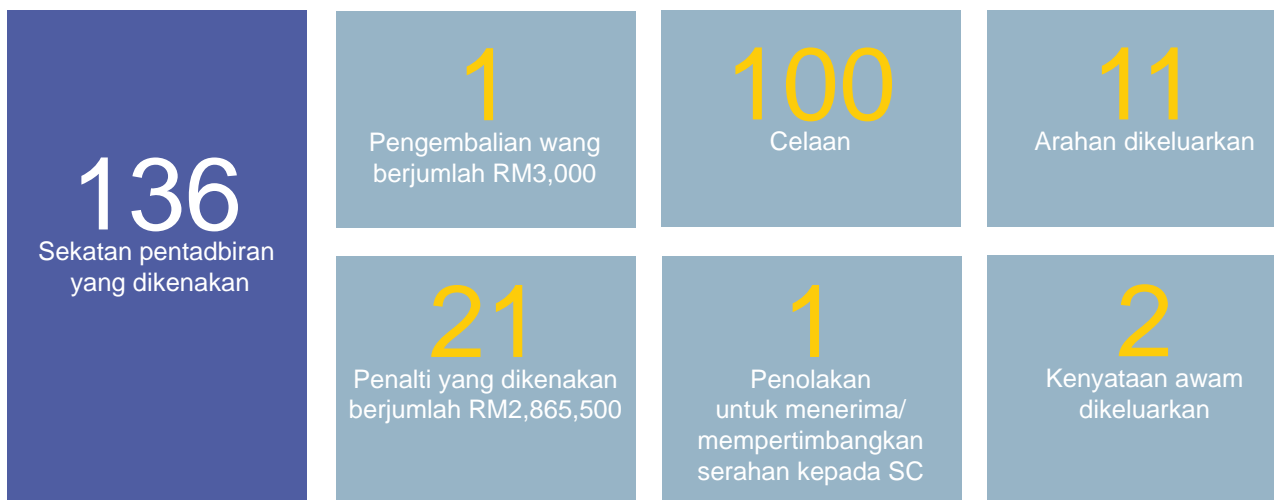 136
Sekatan pentadbiran
yang dikenakan
1
Pengembalian wang
berjumlah RM3,000
100
Celaan
11
Arahan dikeluarkan
21
Penalti yang dikenakan
berjumlah RM2,865,500
1
Penolakan
untuk menerima/
mempertimbangkan
serahan kepada SC
2
Kenyataan awam
dikeluarkan